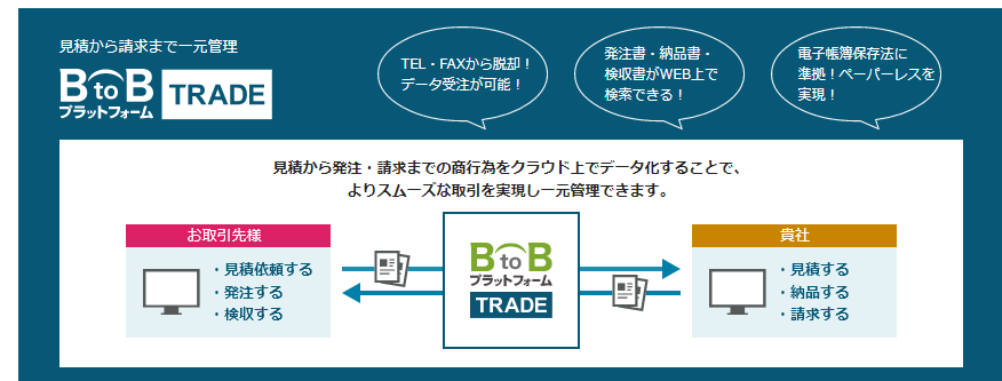 見積から請求まで一元管理
BtoB
プラットフォーム
TRADE
TEL・FAXから脱却！
データ受注が可能！
発注書・納品書・
検収書がWEB上で
検索できる！
電子帳簿保存法に
準拠！ペーパーレスを
実現！
見積から発注・請求までの商行為をクラウド上でデータ化することで、
よりスムーズな取引を実現し一元管理できます。
お取引先様
・見積依頼する
・発注する
・検収する
BtoB
プラットフォーム
TRADE
貴社
・見積する
・納品する
・請求する